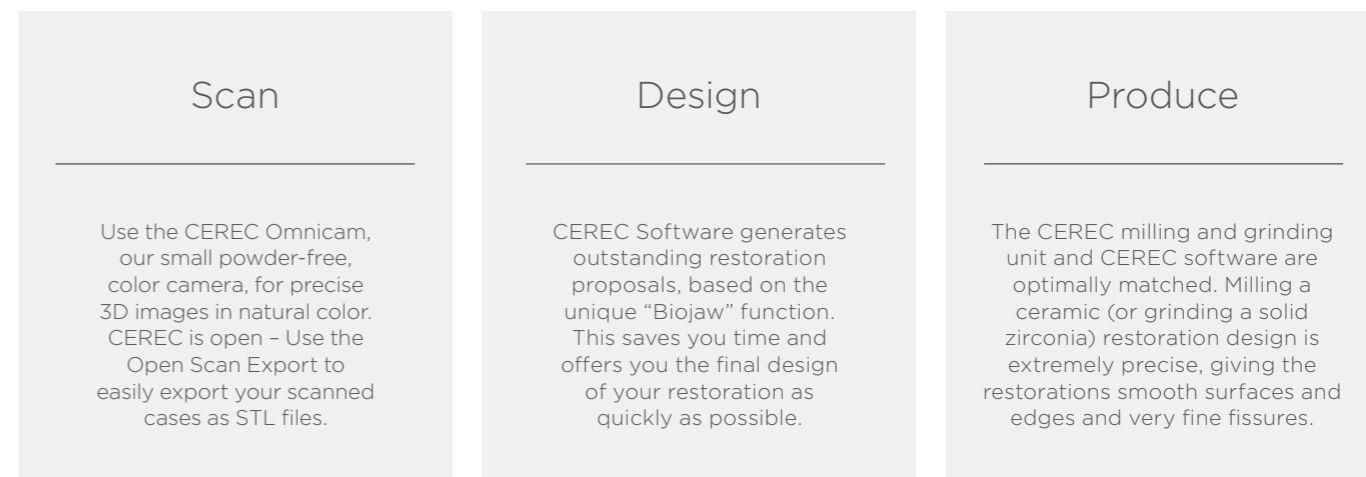 Scan
Use the CEREC Omnicam,
our small powder-free,
color camera, for precise
3D images in natural color.
CEREC is open – Use the
Open Scan Export to
easily export your scanned
cases as STL files.
Design
CEREC Software generates
outstanding restoration
proposals, based on the
unique “Biojaw” function.
This saves you time and
offers you the final design
of your restoration as
quickly as possible.
Produce
The CEREC milling and grinding
unit and CEREC software are
optimally matched. Milling a
ceramic (or grinding a solid
zirconia) restoration design is
extremely precise, giving the
restorations smooth surfaces and
edges and very fine fissures.